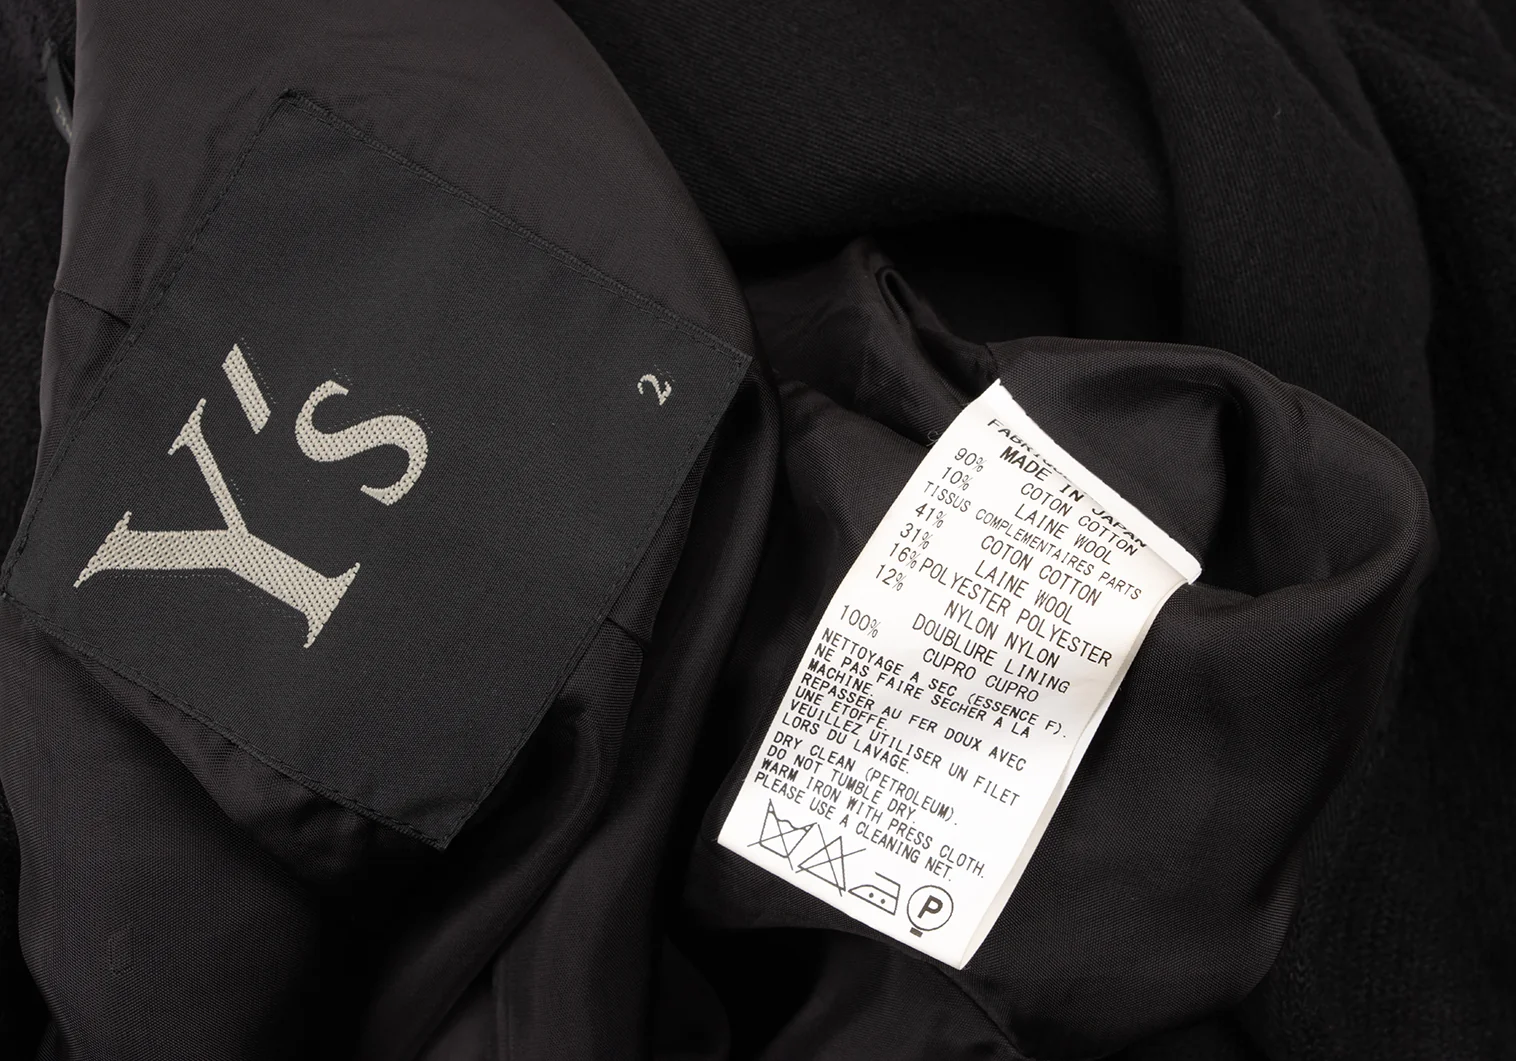 Y's
2
MADE IN JAPAN
90% COTON COTTON
10% LAINE WOOL
TISSUS COMPLEMENTAIRES PARTS
41% COTON COTTON
31% LAINE WOOL
16% POLYESTER POLYESTER
12% NYLON NYLON
DOUBLURE LINING
100% CUPRO CUPRO
NETTOYAGE A SEC (ESSENCE F).
NE PAS FAIRE SECHER A LA
MACHINE.
REPASSER AU FER DOUX AVEC
UNE ETOFFE.
VEUILLEZ UTILISER UN FILET
LORS DU LAVAGE.
DRY CLEAN (PETROLEUM).
DO NOT TUMBLE DRY.
WARM IRON WITH PRESS CLOTH.
PLEASE USE A CLEANING NET.
P